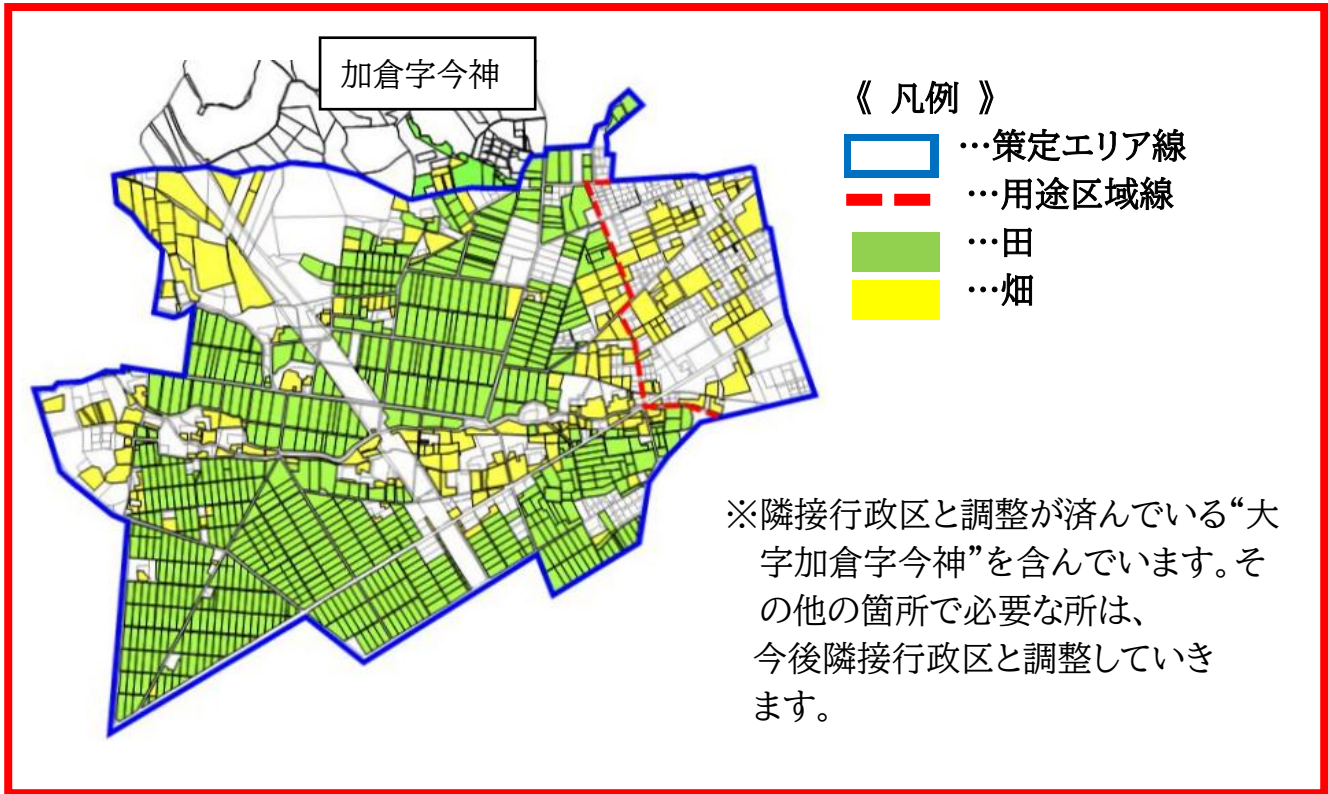 加倉字今神
《 凡例 》
…策定エリア線
…用途区域線
…田
…畑
※隣接行政区と調整が済んでいる“大
字加倉字今神”を含んでいます。そ
の他の箇所で必要な所は、
今後隣接行政区と調整していき
ます。